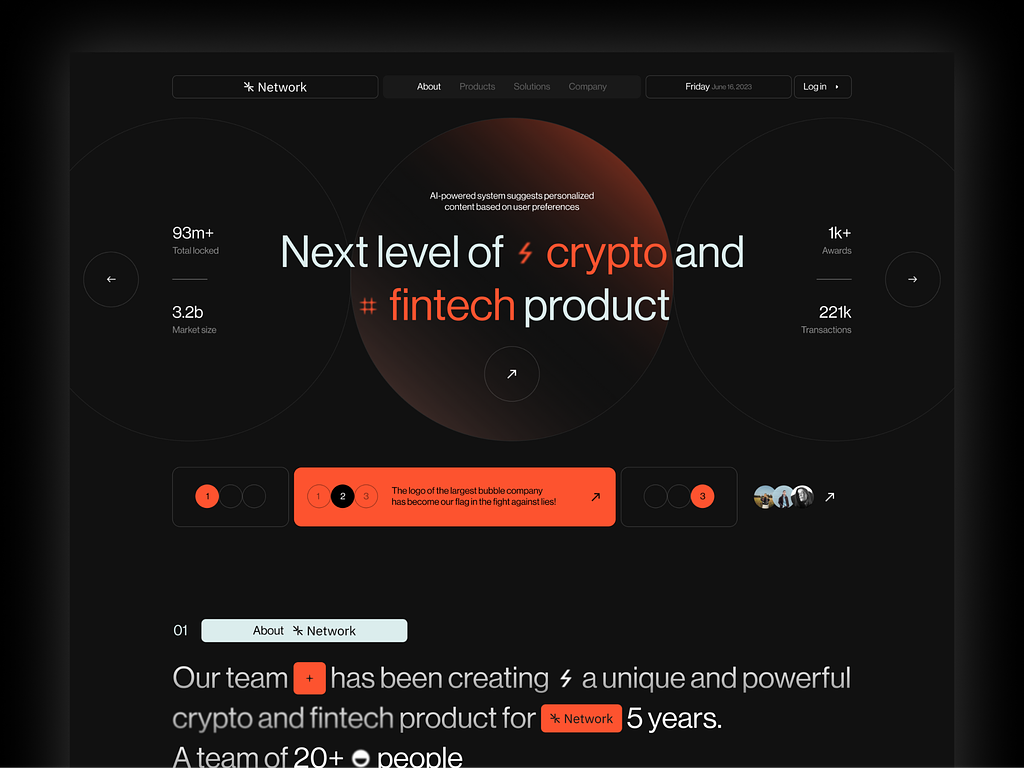 Network
About Products Solutions Company
Friday June 16, 2023
Log in
AI-powered system suggests personalized
content based on user preferences
Next level of crypto and
fintech product
93m+
Total locked
3.2b
Market size
1k+
Awards
221k
Transactions
1
1 2 3
The logo of the largest bubble company
has become our flag in the fight against lies!
3
01
About Network
Our team + has been creating a unique and powerful
crypto and fintech product for Network 5 years.
A team of 20+ people